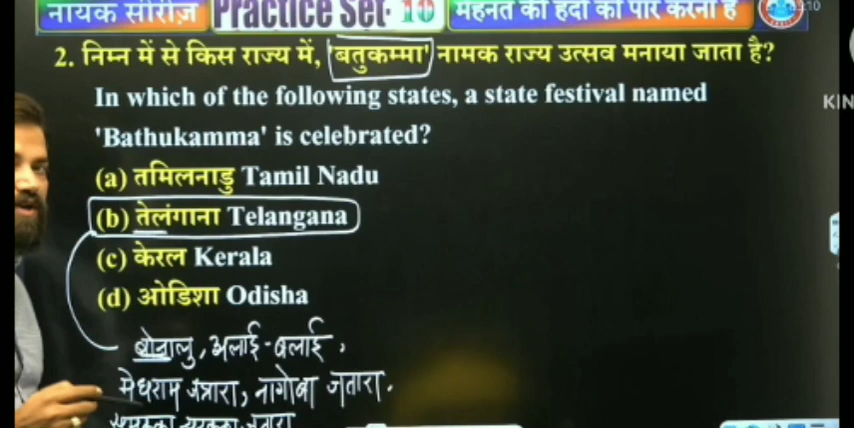 नायक सीरीज़ Practice Set- 10 मेहनत की हदों को पार करना है
2. निम्न में से किस राज्य में, 'बतुकम्मा' नामक राज्य उत्सव मनाया जाता है?
In which of the following states, a state festival named
KIN
'Bathukamma' is celebrated?
(a) तमिलनाडु Tamil Nadu
(b) तेलंगाना Telangana
(c) केरल Kerala
(d) ओडिशा Odisha
बोनालु, अलाई-बलाई,
मेधराम जत्रारा, नागोबा जतारा.
जतारा